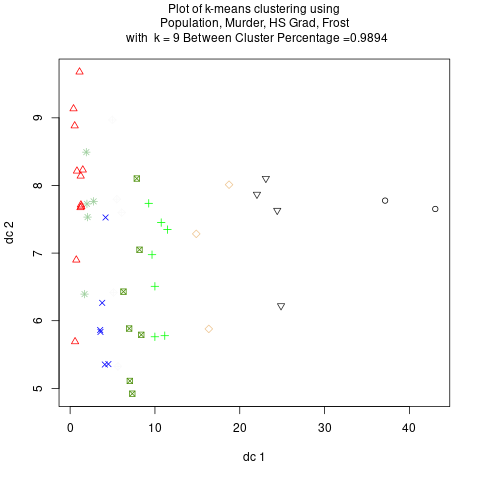 Plot of k-means clustering using
Population, Murder, HS Grad, Frost
with k = 9 Between Cluster Percentage =0.9894
9
8
7
6
5
dc 2
0 10 20 30 40
dc 1